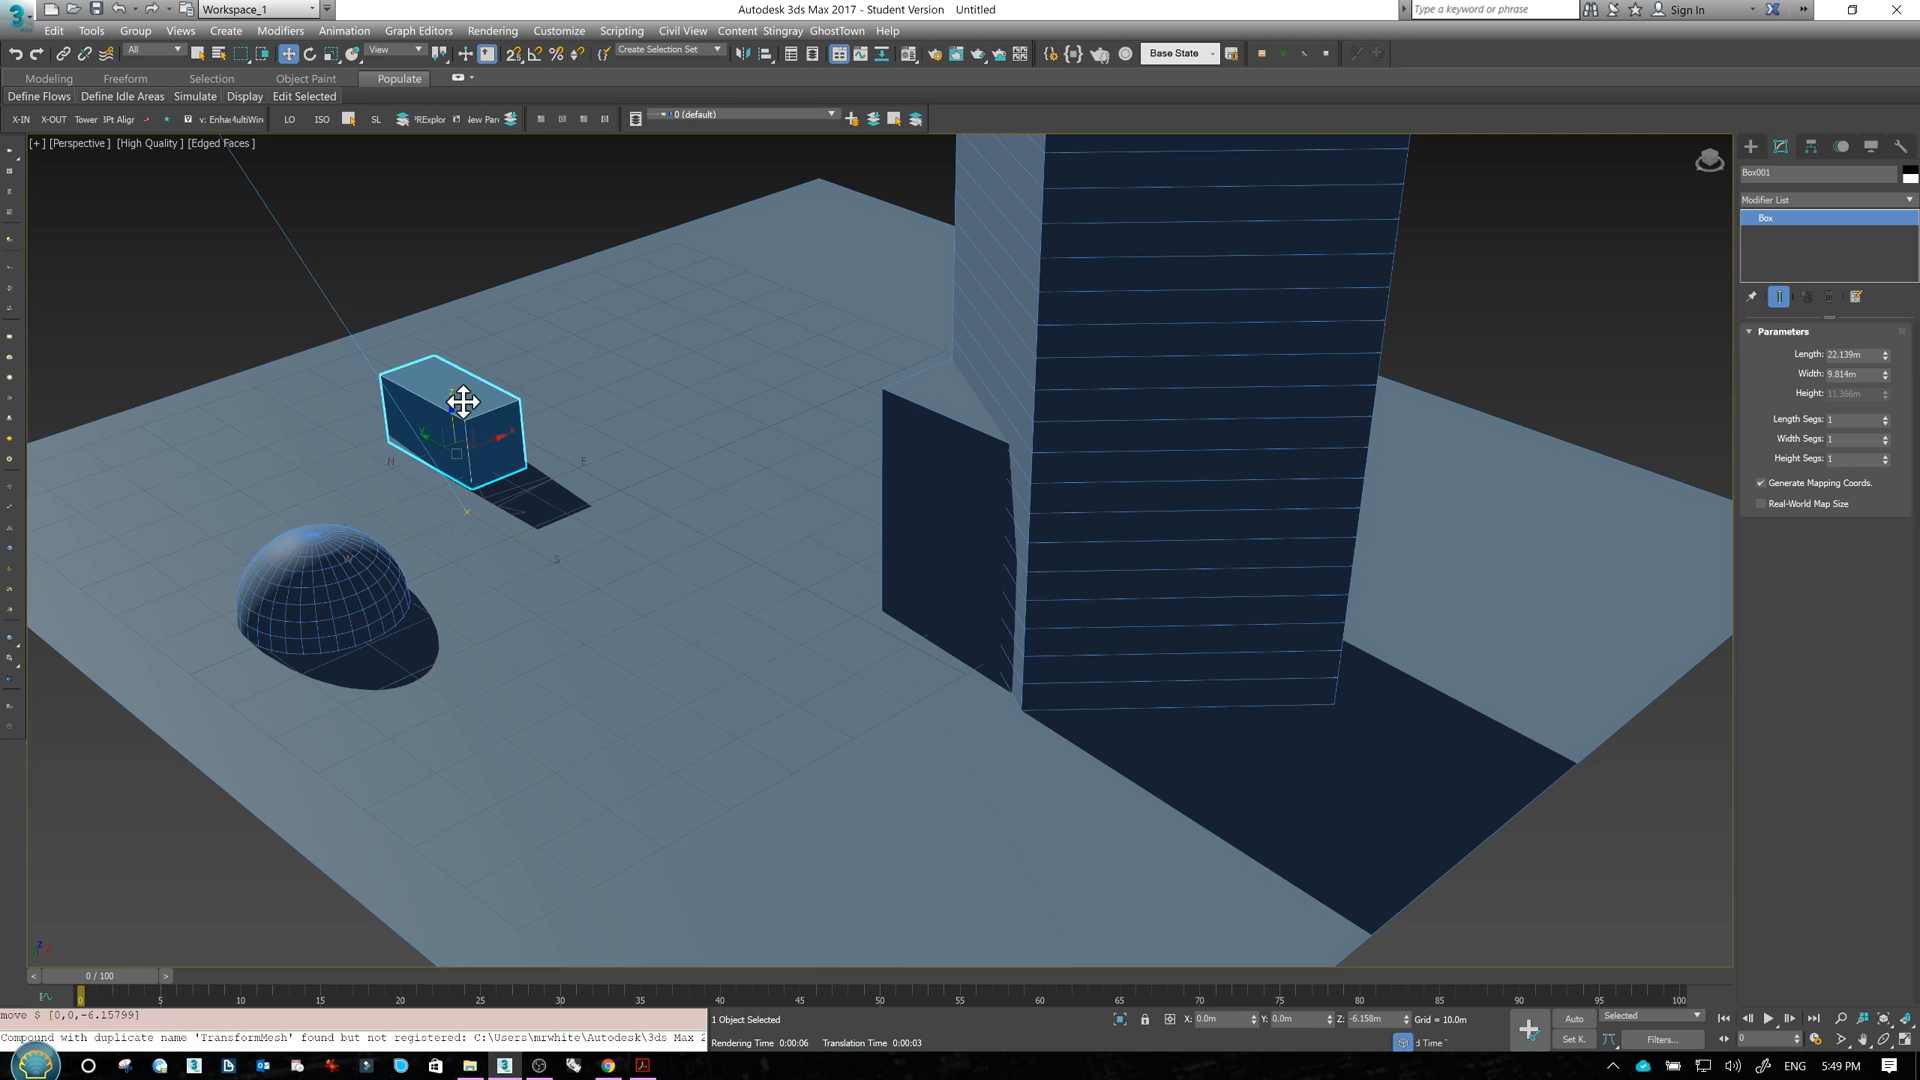 3 Workspace_1 Autodesk 3ds Max 2017 - Student Version Untitled Type a keyword or phrase Sign In
MAX
Edit Tools Group Views Create Modifiers Animation Graph Editors Rendering Customize Scripting Civil View Content Stingray GhostTown Help
All View Create Selection Set Base State
Modeling Freeform Selection Object Paint Populate
Define Flows Define Idle Areas Simulate Display Edit Selected
X-IN X-OUT Tower 3Pt Aligr LO ISO SL 0 (default)
[+] [Perspective] [High Quality] [Edged Faces]
Box001
Modifier List
Box
Parameters
Length: 22.139m
Width: 9.814m
Height: 11.366m
Length Segs: 1
Width Segs: 1
Height Segs: 1
Generate Mapping Coords.
Real-World Map Size
z
y x
N E
W S
z
< 0 / 100 >
0 5 10 15 20 25 30 35 40 45 50 55 60 65 70 75 80 85 90 95 100
move $ [0,0,-6.15799]
Compound with duplicate name 'TransformMesh' found but not registered: C:\Users\mrwhite\Autodesk\3ds Max 2
1 Object Selected X: 0.0m Y: 0.0m Z: -6.158m Grid = 10.0m Auto Selected
Rendering Time 0:00:06 Translation Time 0:00:03 d Time Set K. Filters... 0
ENG 5:49 PM